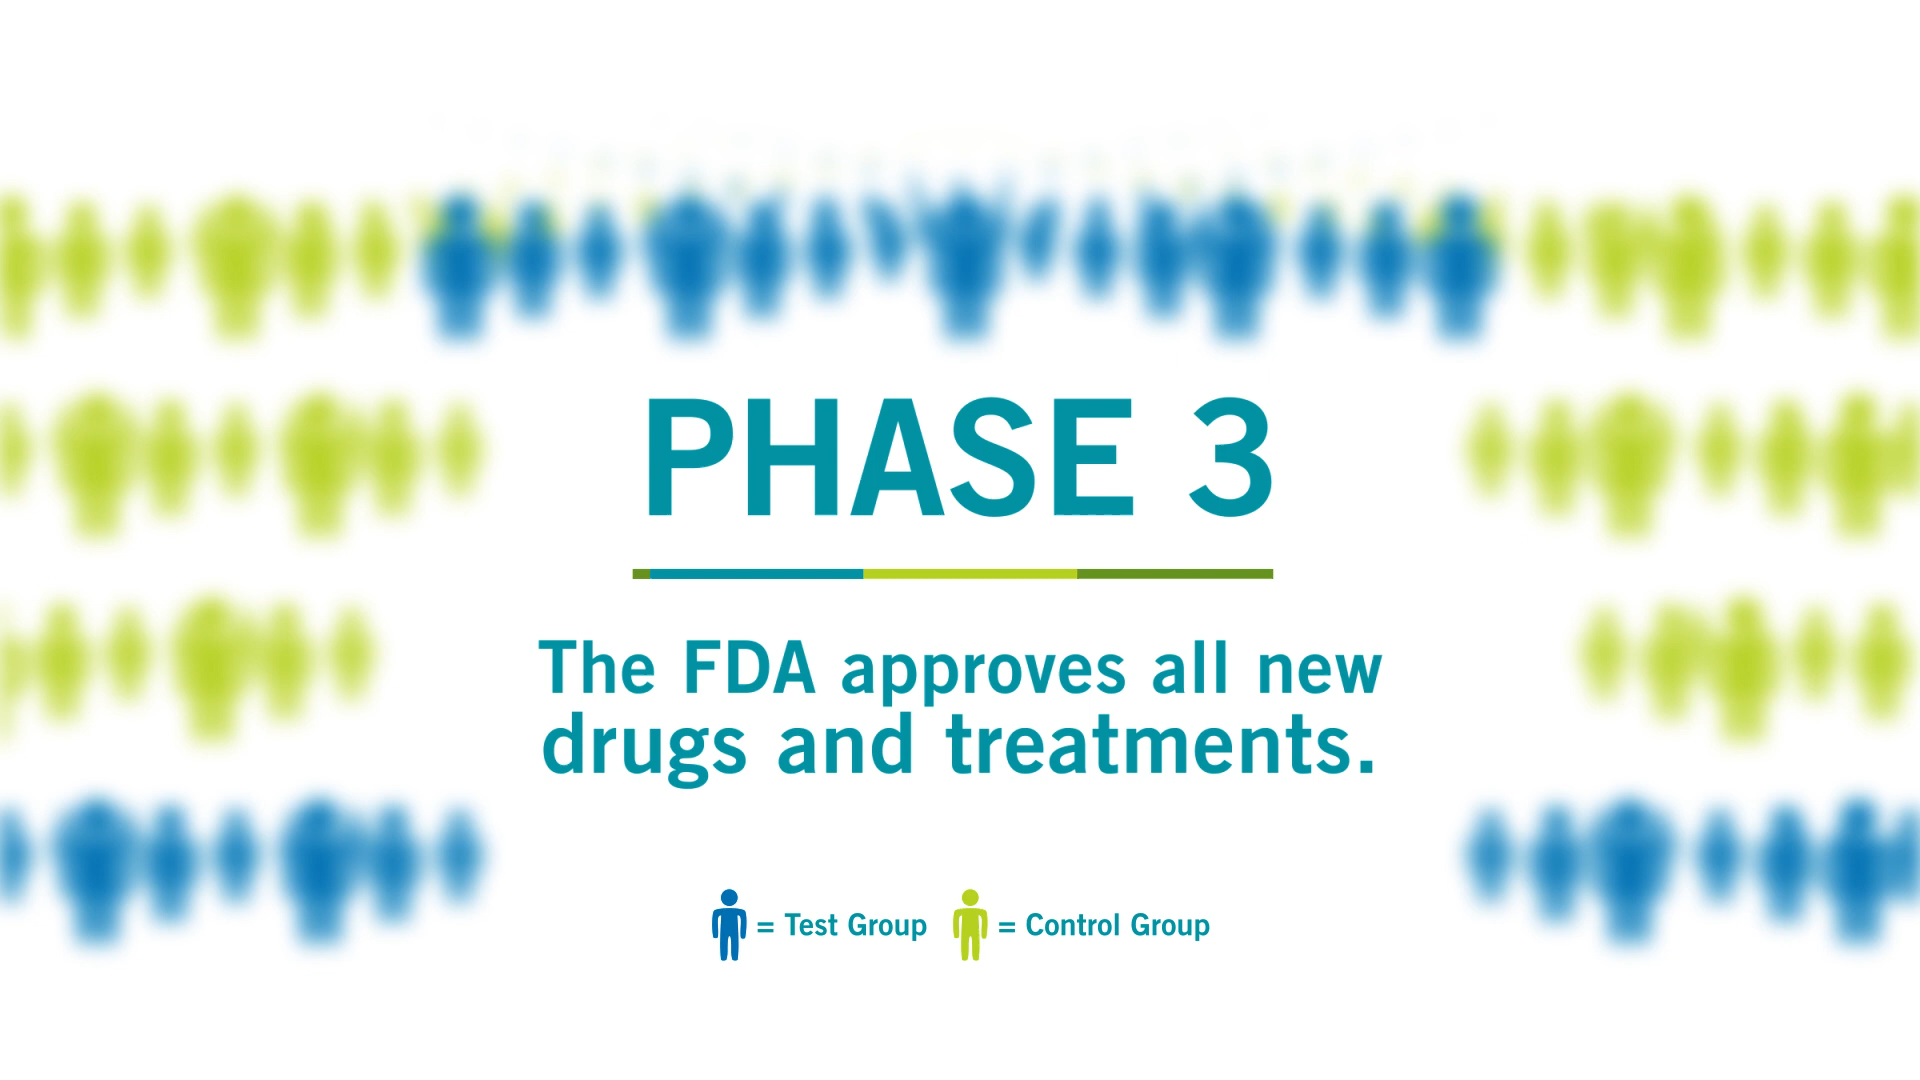 PHASE 3
The FDA approves all new
drugs and treatments.
= Test Group = Control Group